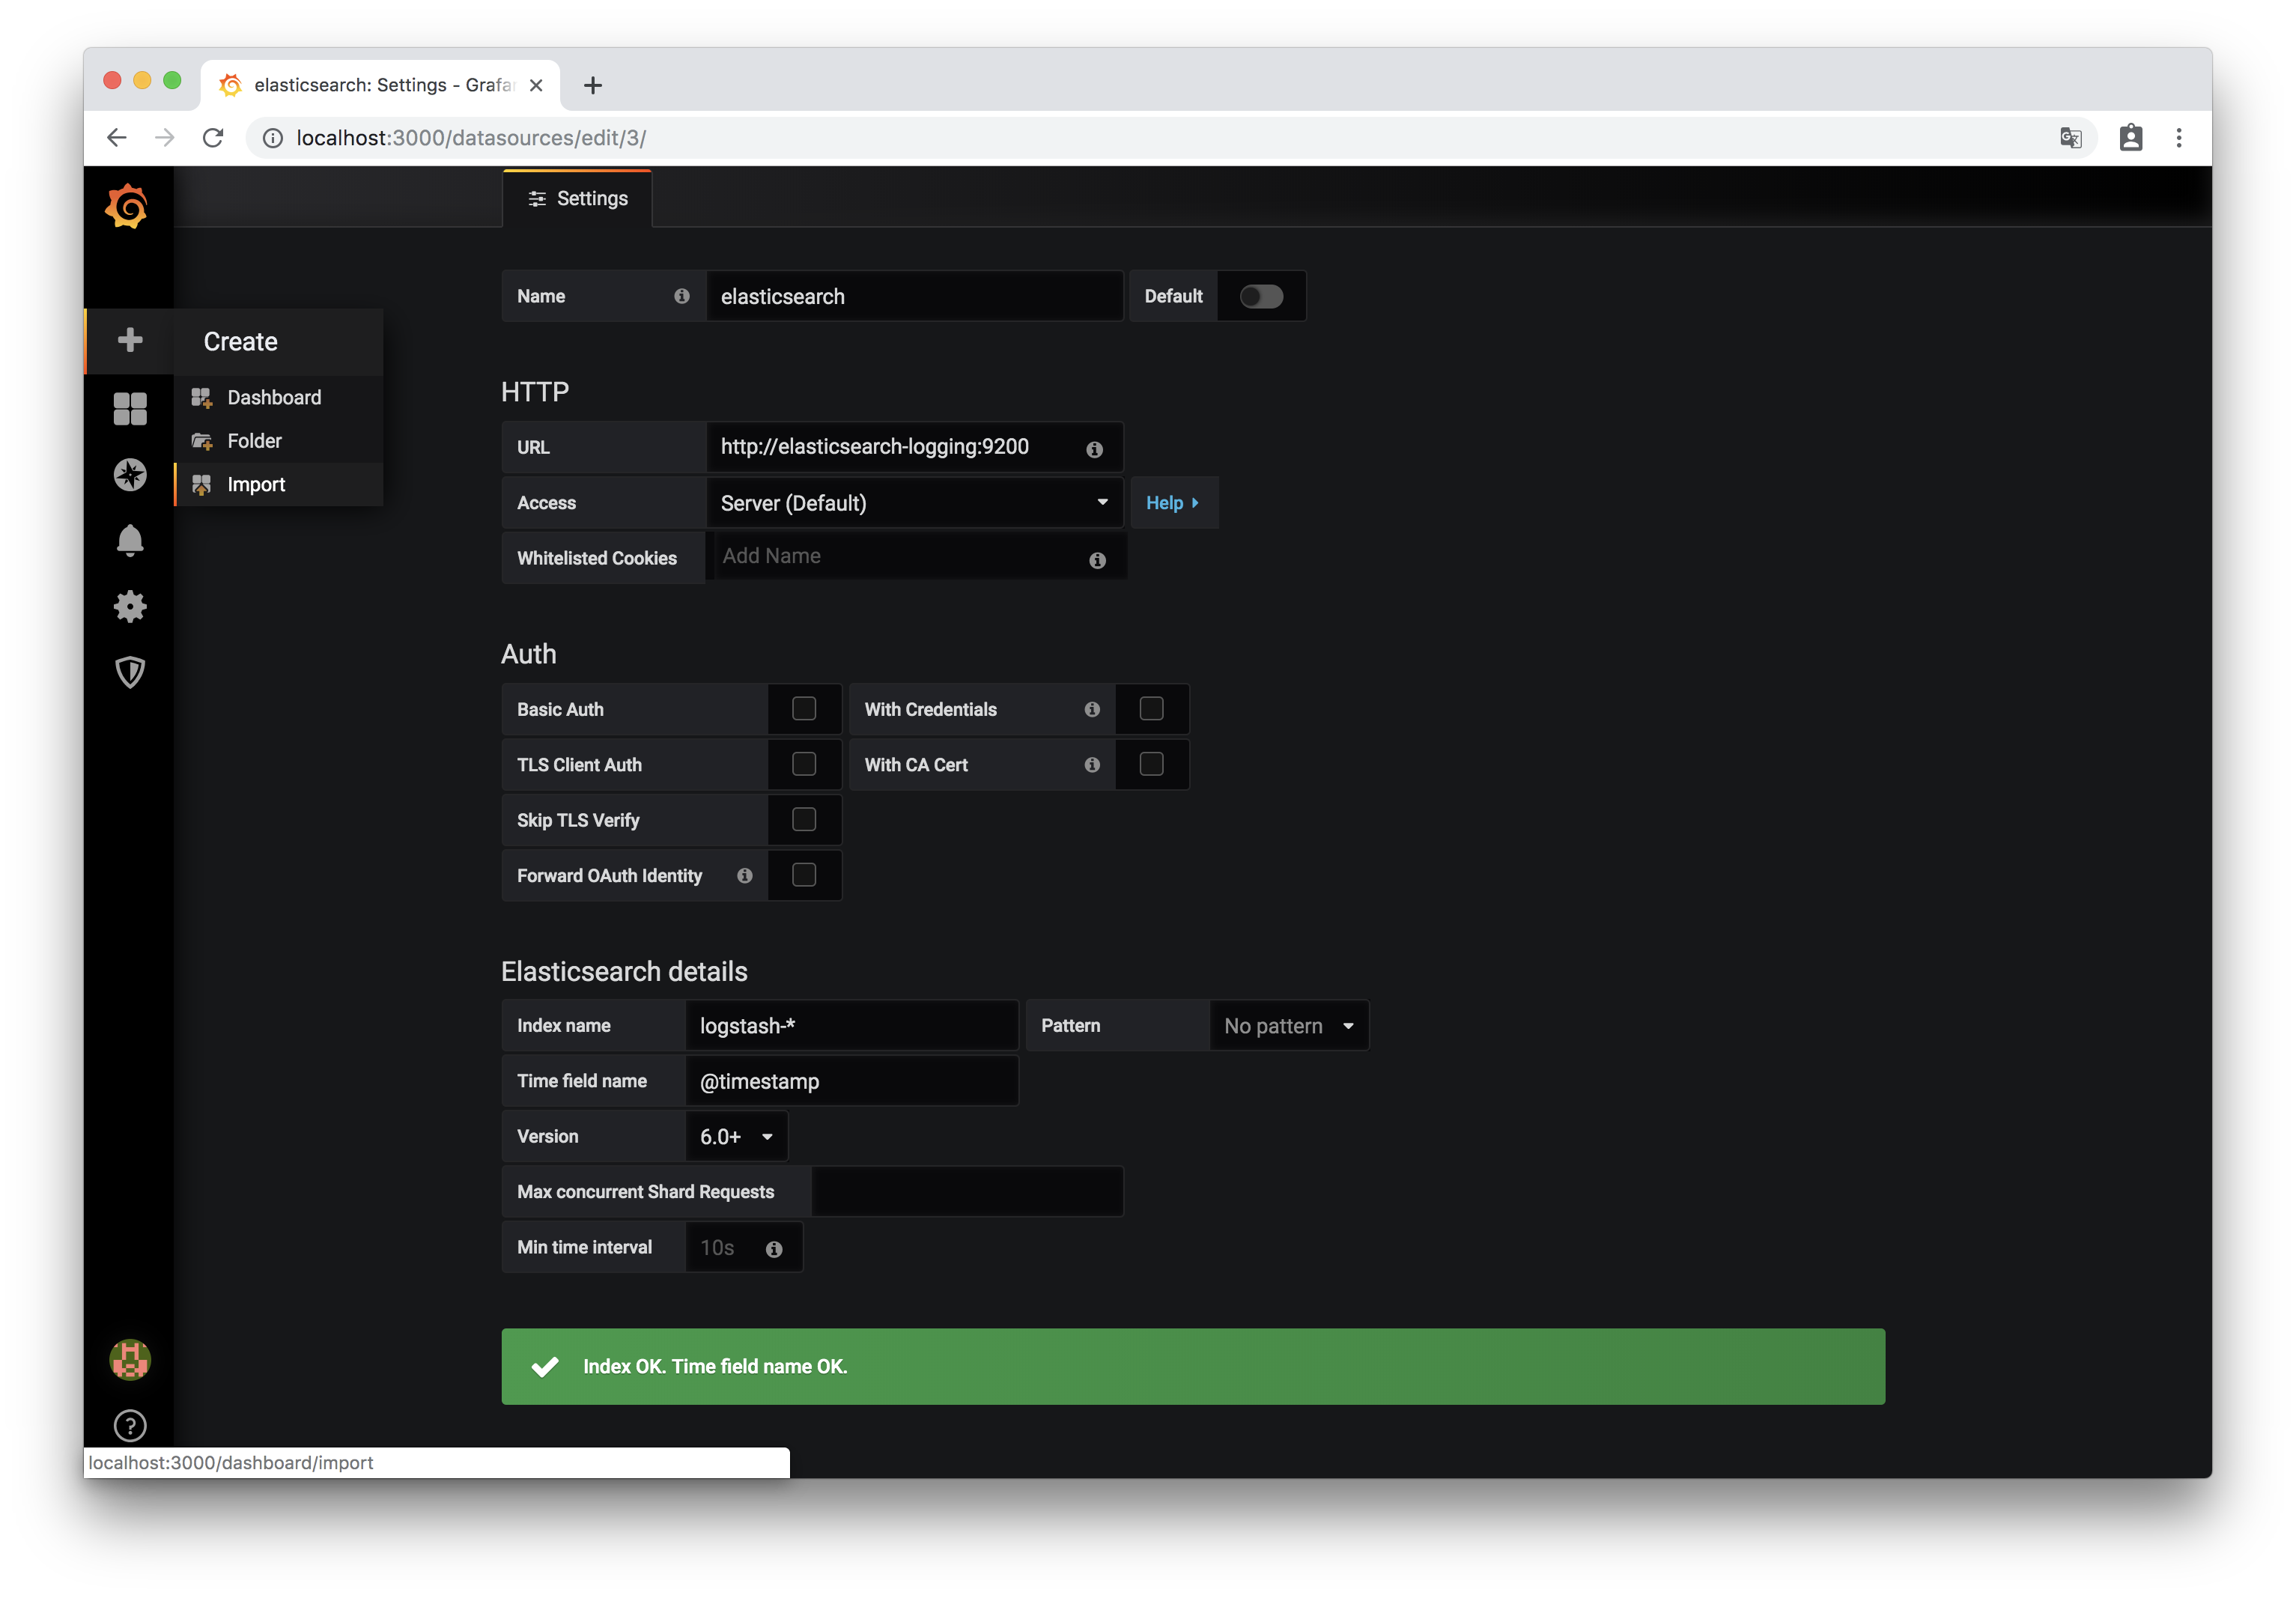 elasticsearch: Settings - Grafar
localhost:3000/datasources/edit/3/
Settings
Name
elasticsearch
Default
Create
Dashboard
Folder
Import
HTTP
URL
http://elasticsearch-logging:9200
Access
Server (Default)
Help
Whitelisted Cookies
Add Name
Auth
Basic Auth
With Credentials
TLS Client Auth
With CA Cert
Skip TLS Verify
Forward OAuth Identity
Elasticsearch details
Index name
logstash-*
Pattern
No pattern
Time field name
@timestamp
Version
6.0+
Max concurrent Shard Requests
Min time interval
10s
Index OK. Time field name OK.
localhost:3000/dashboard/import